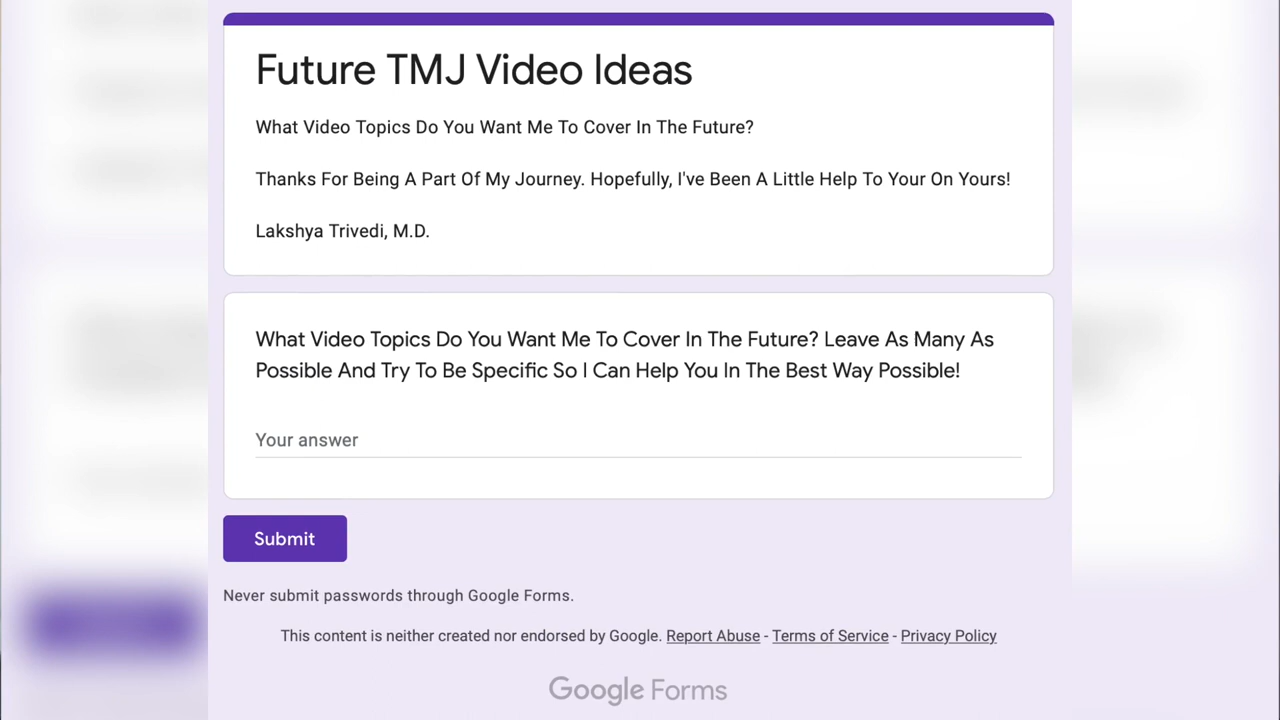 Future TMJ Video Ideas
What Video Topics Do You Want Me To Cover In The Future?
Thanks For Being A Part Of My Journey. Hopefully, I've Been A Little Help To Your On Yours!
Lakshya Trivedi, M.D.
What Video Topics Do You Want Me To Cover In The Future? Leave As Many As
Possible And Try To Be Specific So I Can Help You In The Best Way Possible!
Your answer
Submit
Never submit passwords through Google Forms.
This content is neither created nor endorsed by Google. Report Abuse - Terms of Service - Privacy Policy
Google Forms